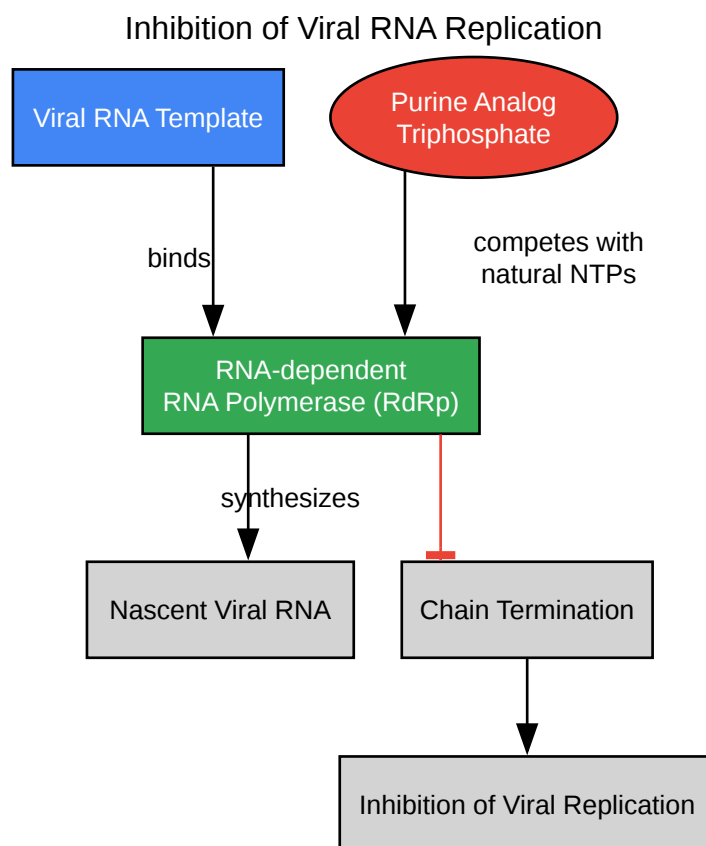 Inhibition of Viral RNA Replication
Viral RNA Template
Purine Analog
Triphosphate
binds
competes with
natural NTPs
RNA-dependent
RNA Polymerase (RdRp)
synthesizes
Nascent Viral RNA
Chain Termination
Inhibition of Viral Replication